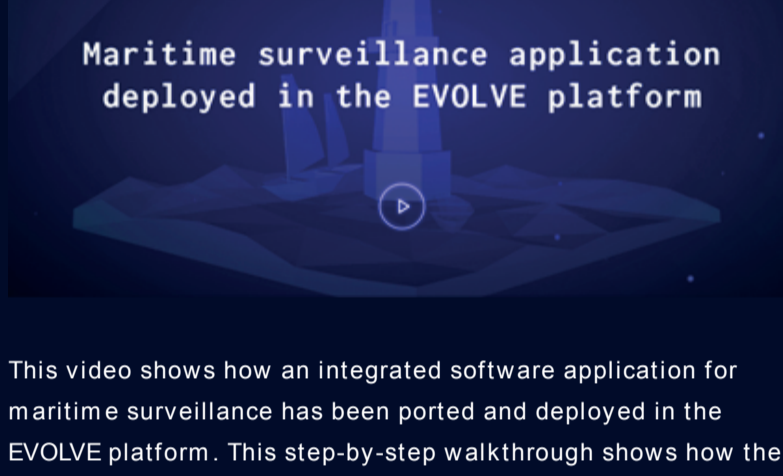 Maritime surveillance application
deployed in the EVOLVE platform
This video shows how an integrated software application for
maritime surveillance has been ported and deployed in the
EVOLVE platform. This step-by-step walkthrough shows how the